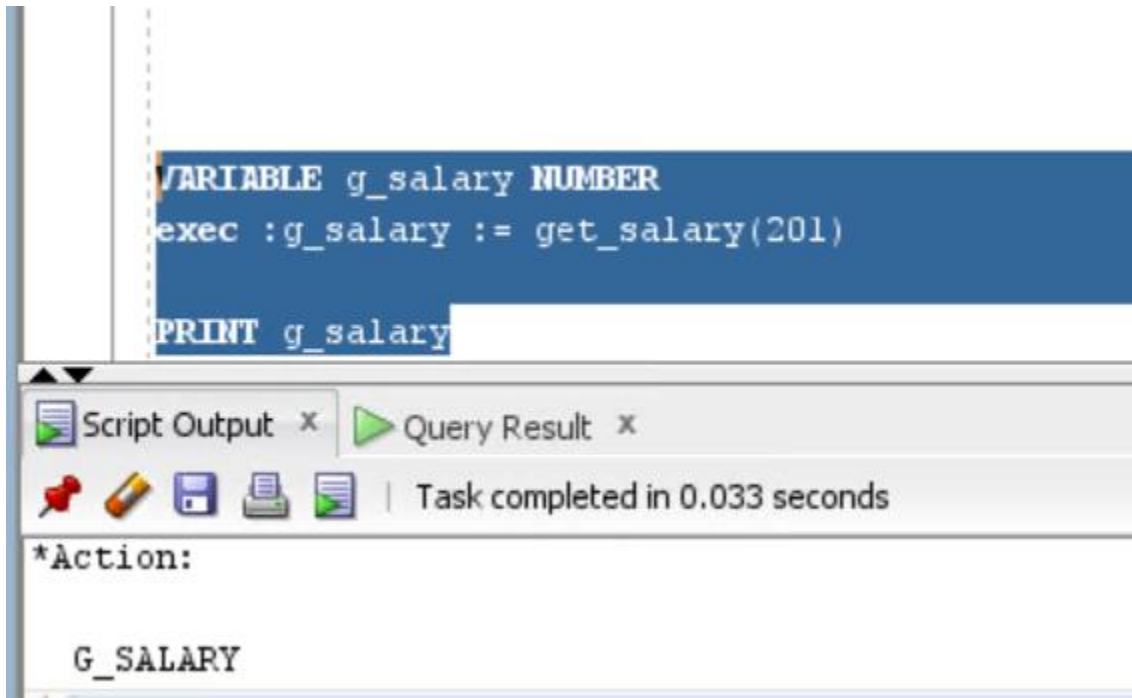 VARIABLE g_salary NUMBER
exec :g_salary := get_salary(201)
PRINT g_salary
Script Output x Query Result x
Task completed in 0.033 seconds
*Action:
G_SALARY